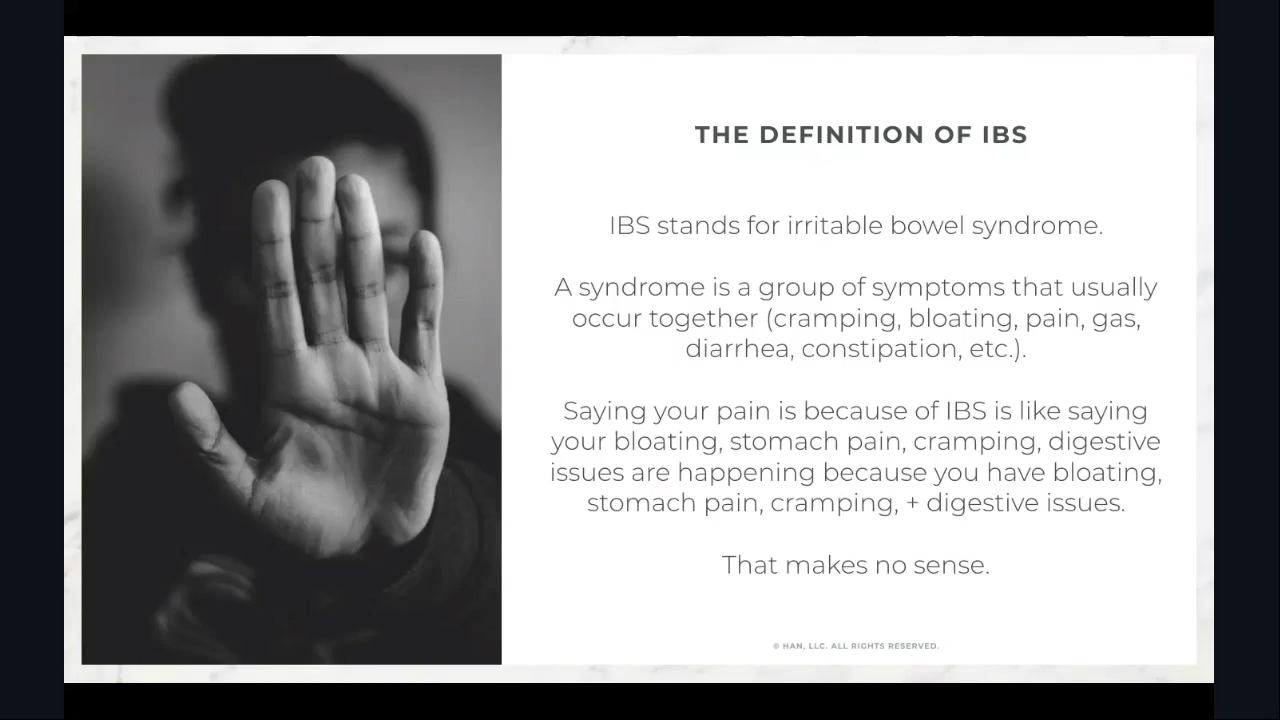 THE DEFINITION OF IBS
IBS stands for irritable bowel syndrome.
A syndrome is a group of symptoms that usually
occur together (cramping, bloating, pain, gas,
diarrhea, constipation, etc.).
Saying your pain is because of IBS is like saying
your bloating, stomach pain, cramping, digestive
issues are happening because you have bloating,
stomach pain, cramping, + digestive issues.
That makes no sense.
© HAN, LLC. ALL RIGHTS RESERVED.